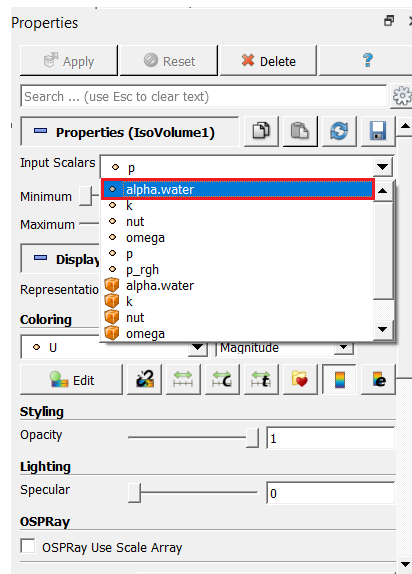 Properties
Apply Reset Delete ?
Search ... (use Esc to clear text)
Properties (IsoVolume1)
Input Scalars p
alpha.water
Minimum
k
nut
Maximum
omega
p
Display
p_rgh
Representatio
alpha.water
k
Coloring
nut
omega
U Magnitude
Edit c t e
Styling
Opacity 1
Lighting
Specular 0
OSPRay
OSPRay Use Scale Array